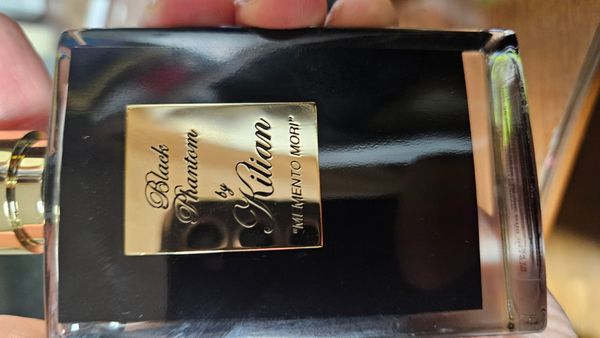 Black
Phantom
by
Kilian
"MEMENTO MORI"